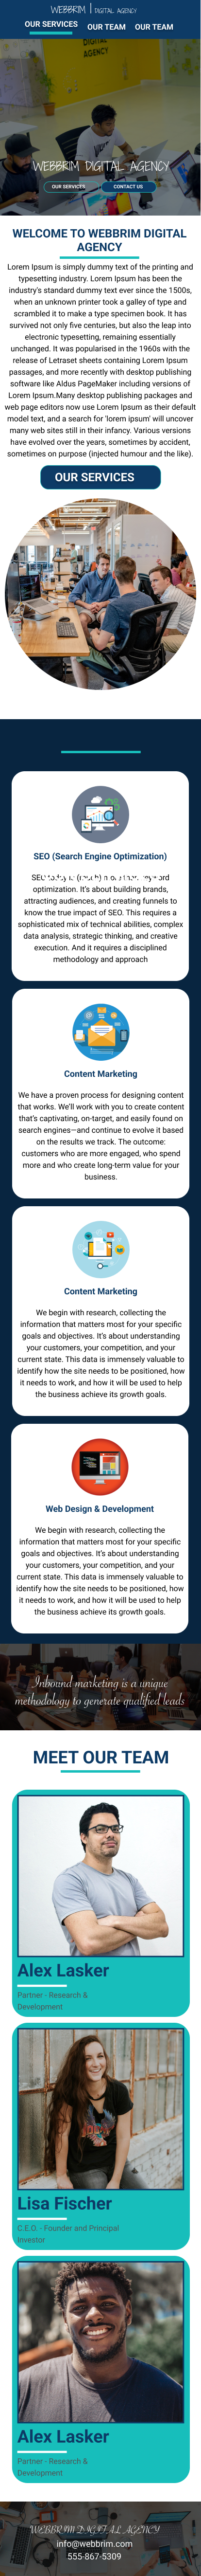 WEBBRIM | DIGITAL AGENCY
OUR SERVICES OUR TEAM OUR TEAM
DIGITAL
AGENCY
WEBBRIM DIGITAL AGENCY
OUR SERVICES CONTACT US
WELCOME TO WEBBRIM DIGITAL
AGENCY
Lorem Ipsum is simply dummy text of the printing and
typesetting industry. Lorem Ipsum has been the
industry's standard dummy text ever since the 1500s,
when an unknown printer took a galley of type and
scrambled it to make a type specimen book. It has
survived not only five centuries, but also the leap into
electronic typesetting, remaining essentially
unchanged. It was popularised in the 1960s with the
release of Letraset sheets containing Lorem Ipsum
passages, and more recently with desktop publishing
software like Aldus PageMaker including versions of
Lorem Ipsum.Many desktop publishing packages and
web page editors now use Lorem Ipsum as their default
model text, and a search for 'lorem ipsum' will uncover
many web sites still in their infancy. Various versions
have evolved over the years, sometimes by accident,
sometimes on purpose (injected humour and the like).
OUR SERVICES
SEO (Search Engine Optimization)
optimization. It's about building brands,
attracting audiences, and creating funnels to
know the true impact of SEO. This requires a
sophisticated mix of technical abilities, complex
data analysis, strategic thinking, and creative
execution. And it requires a disciplined
methodology and approach
Content Marketing
We have a proven process for designing content
that works. We'll work with you to create content
that's captivating, on-target, and easily found on
search engines—and continue to evolve it based
on the results we track. The outcome:
customers who are more engaged, who spend
more and who create long-term value for your
business.
Content Marketing
We begin with research, collecting the
information that matters most for your specific
goals and objectives. It's about understanding
your customers, your competition, and your
current state. This data is immensely valuable to
identify how the site needs to be positioned, how
it needs to work, and how it will be used to help
the business achieve its growth goals.
Web Design & Development
We begin with research, collecting the
information that matters most for your specific
goals and objectives. It's about understanding
your customers, your competition, and your
current state. This data is immensely valuable to
identify how the site needs to be positioned, how
it needs to work, and how it will be used to help
the business achieve its growth goals.
Inbound marketing is a unique
methodology to generate qualified leads
MEET OUR TEAM
Alex Lasker
Partner - Research &
Development
Lisa Fischer
C.E.O. - Founder and Principal
Investor
Alex Lasker
Partner - Research &
Development
WEBBRIM DIGITAL AGENCY
info@webbrim.com
555-867-5309